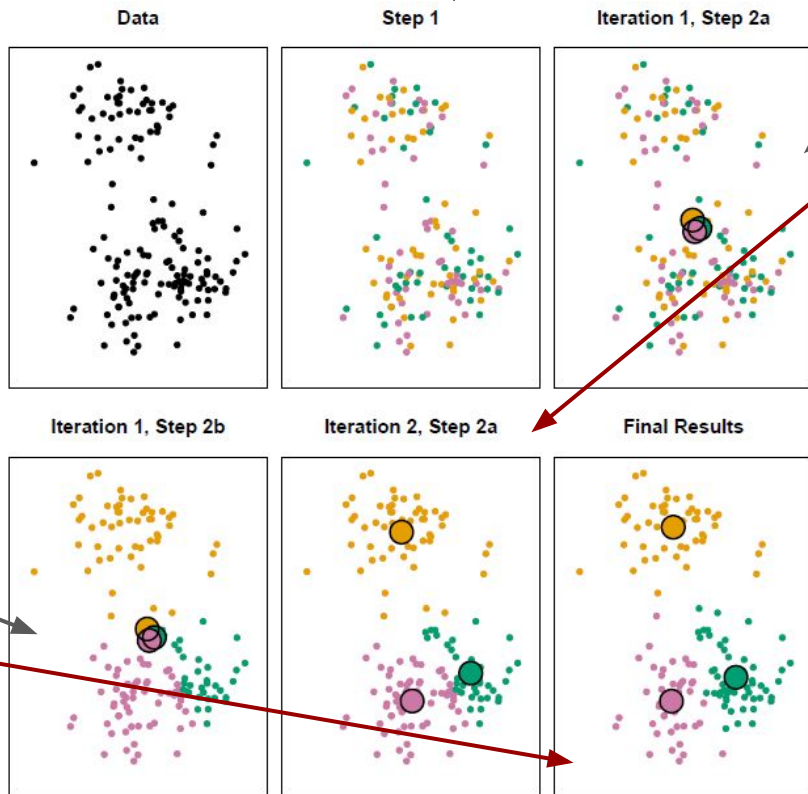 Data
Step 1
Iteration 1, Step 2a
Iteration 1, Step 2b
Iteration 2, Step 2a
Final Results